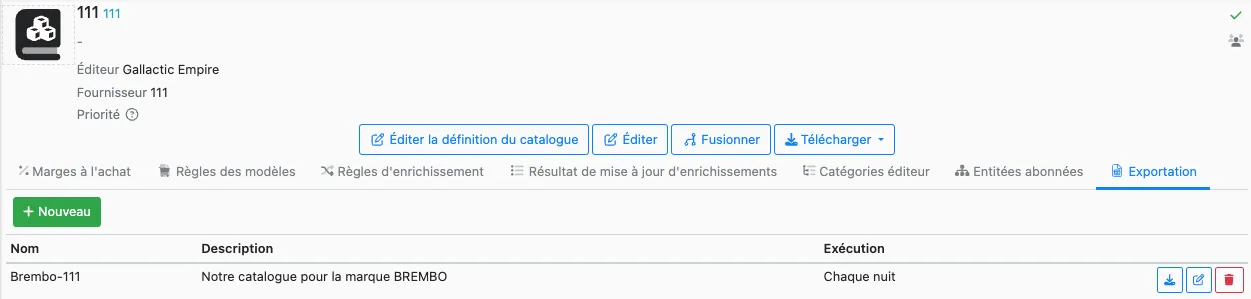 111 111
-
Éditeur Gallactic Empire
Fournisseur 111
Priorité ?
Éditer la définition du catalogue Éditer Fusionner Télécharger
Marges à l'achat Règles des modèles Règles d'enrichissement Résultat de mise à jour d'enrichissements Catégories éditeur Entitées abonnées Exportation
+ Nouveau
Nom Description Exécution
Brembo-111 Notre catalogue pour la marque BREMBO Chaque nuit